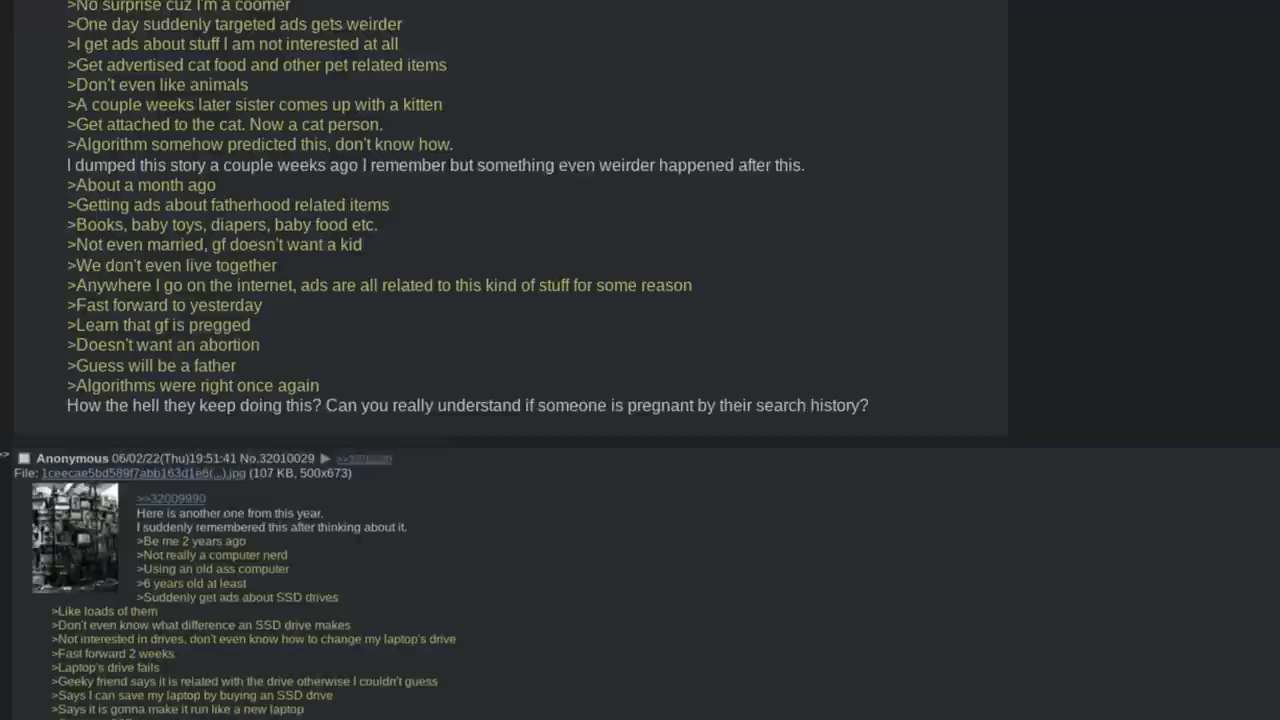 >No surprise cuz I'm a coomer
>One day suddenly targeted ads gets weirder
>I get ads about stuff I am not interested at all
>Get advertised cat food and other pet related items
>Don't even like animals
>A couple weeks later sister comes up with a kitten
>Get attached to the cat. Now a cat person.
>Algorithm somehow predicted this, don't know how.
I dumped this story a couple weeks ago I remember but something even weirder happened after this.
>About a month ago
>Getting ads about fatherhood related items
>Books, baby toys, diapers, baby food etc.
>Not even married, gf doesn't want a kid
>We don't even live together
>Anywhere I go on the internet, ads are all related to this kind of stuff for some reason
>Fast forward to yesterday
>Learn that gf is pregged
>Doesn't want an abortion
>Guess will be a father
>Algorithms were right once again
How the hell they keep doing this? Can you really understand if someone is pregnant by their search history?
>> Anonymous 06/02/22(Thu)19:51:41 No.32010029 ▶
File: 1ceecae5bd589f7abb163d1e6(...).jpg (107 KB, 500x673)
>>32009990
Here is another one from this year.
I suddenly remembered this after thinking about it.
>Be me 2 years ago
>Not really a computer nerd
>Using an old ass computer
>6 years old at least
>Suddenly get ads about SSD drives
>Like loads of them
>Don't even know what difference an SSD drive makes
>Not interested in drives, don't even know how to change my laptop's drive
>Fast forward 2 weeks
>Laptop's drive fails
>Geeky friend says it is related with the drive otherwise I couldn't guess
>Says I can save my laptop by buying an SSD drive
>Says it is gonna make it run like a new laptop